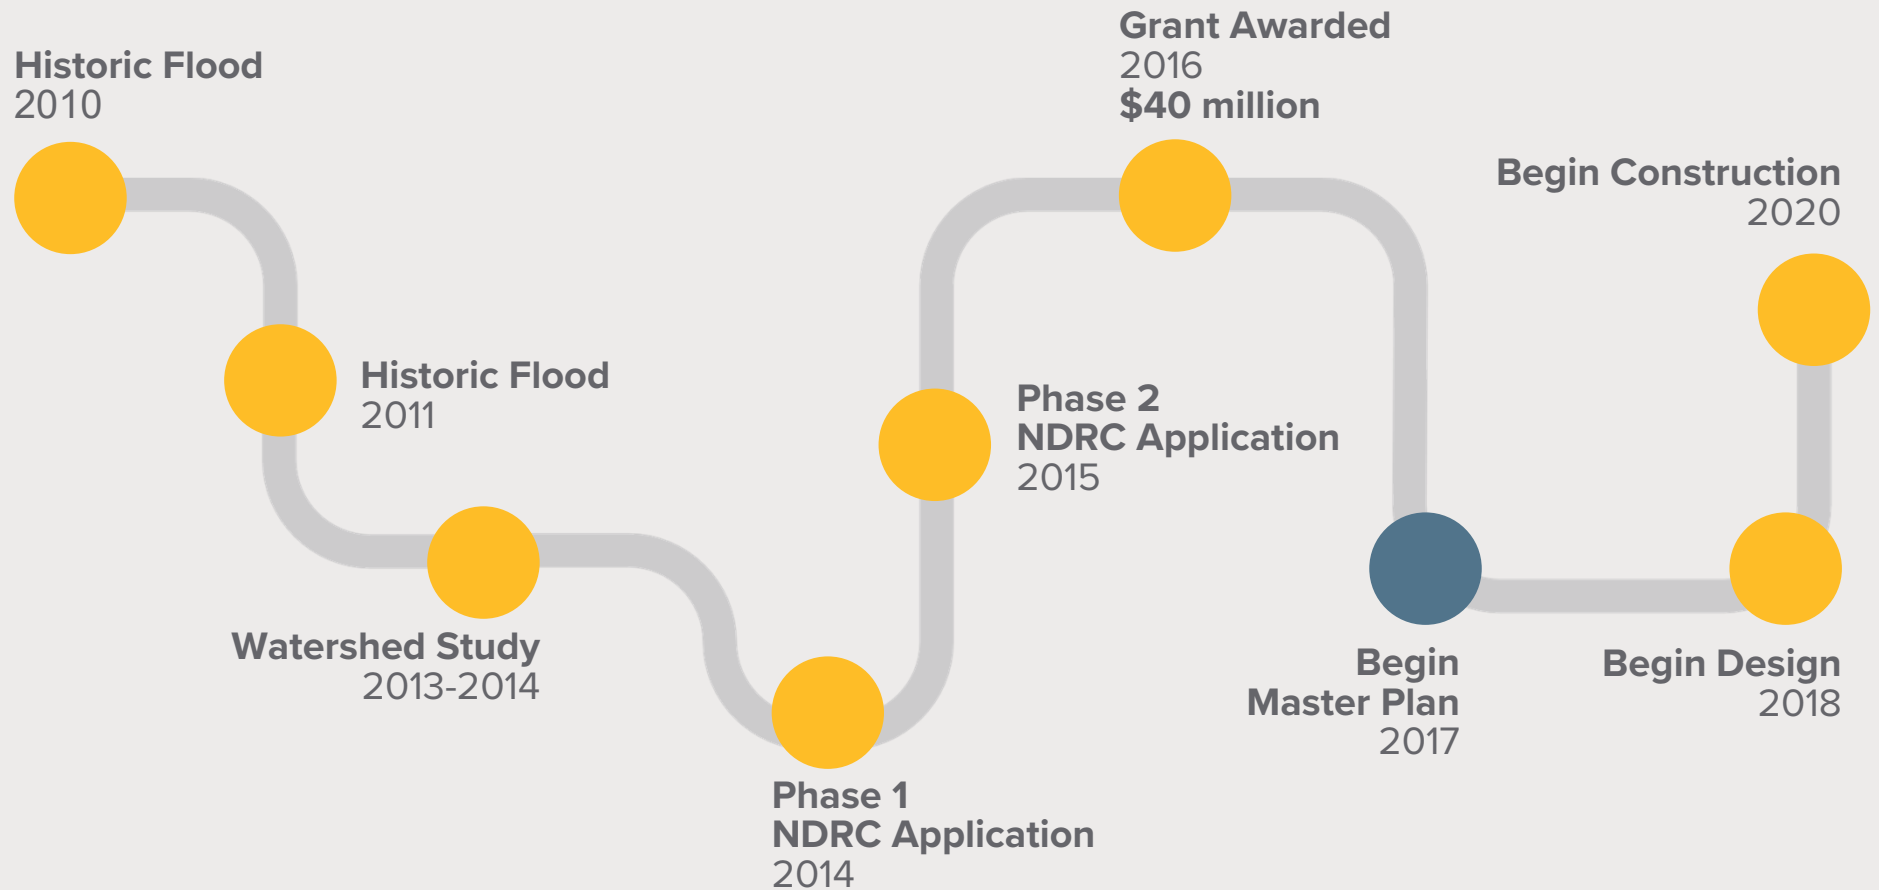 Historic Flood
2010
Historic Flood
2011
Watershed Study
2013-2014
Phase 1
NDRC Application
2014
Phase 2
NDRC Application
2015
Grant Awarded
2016
$40 million
Begin
Master Plan
2017
Begin Design
2018
Begin Construction
2020